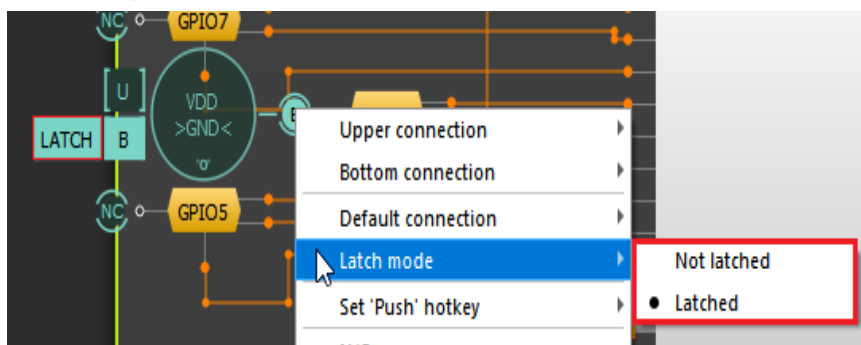 NC
GPIO7
U
VDD
>GND<
'0'
LATCH
B
NC
GPIO5
Upper connection
Bottom connection
Default connection
Latch mode
Set 'Push' hotkey
Not latched
Latched